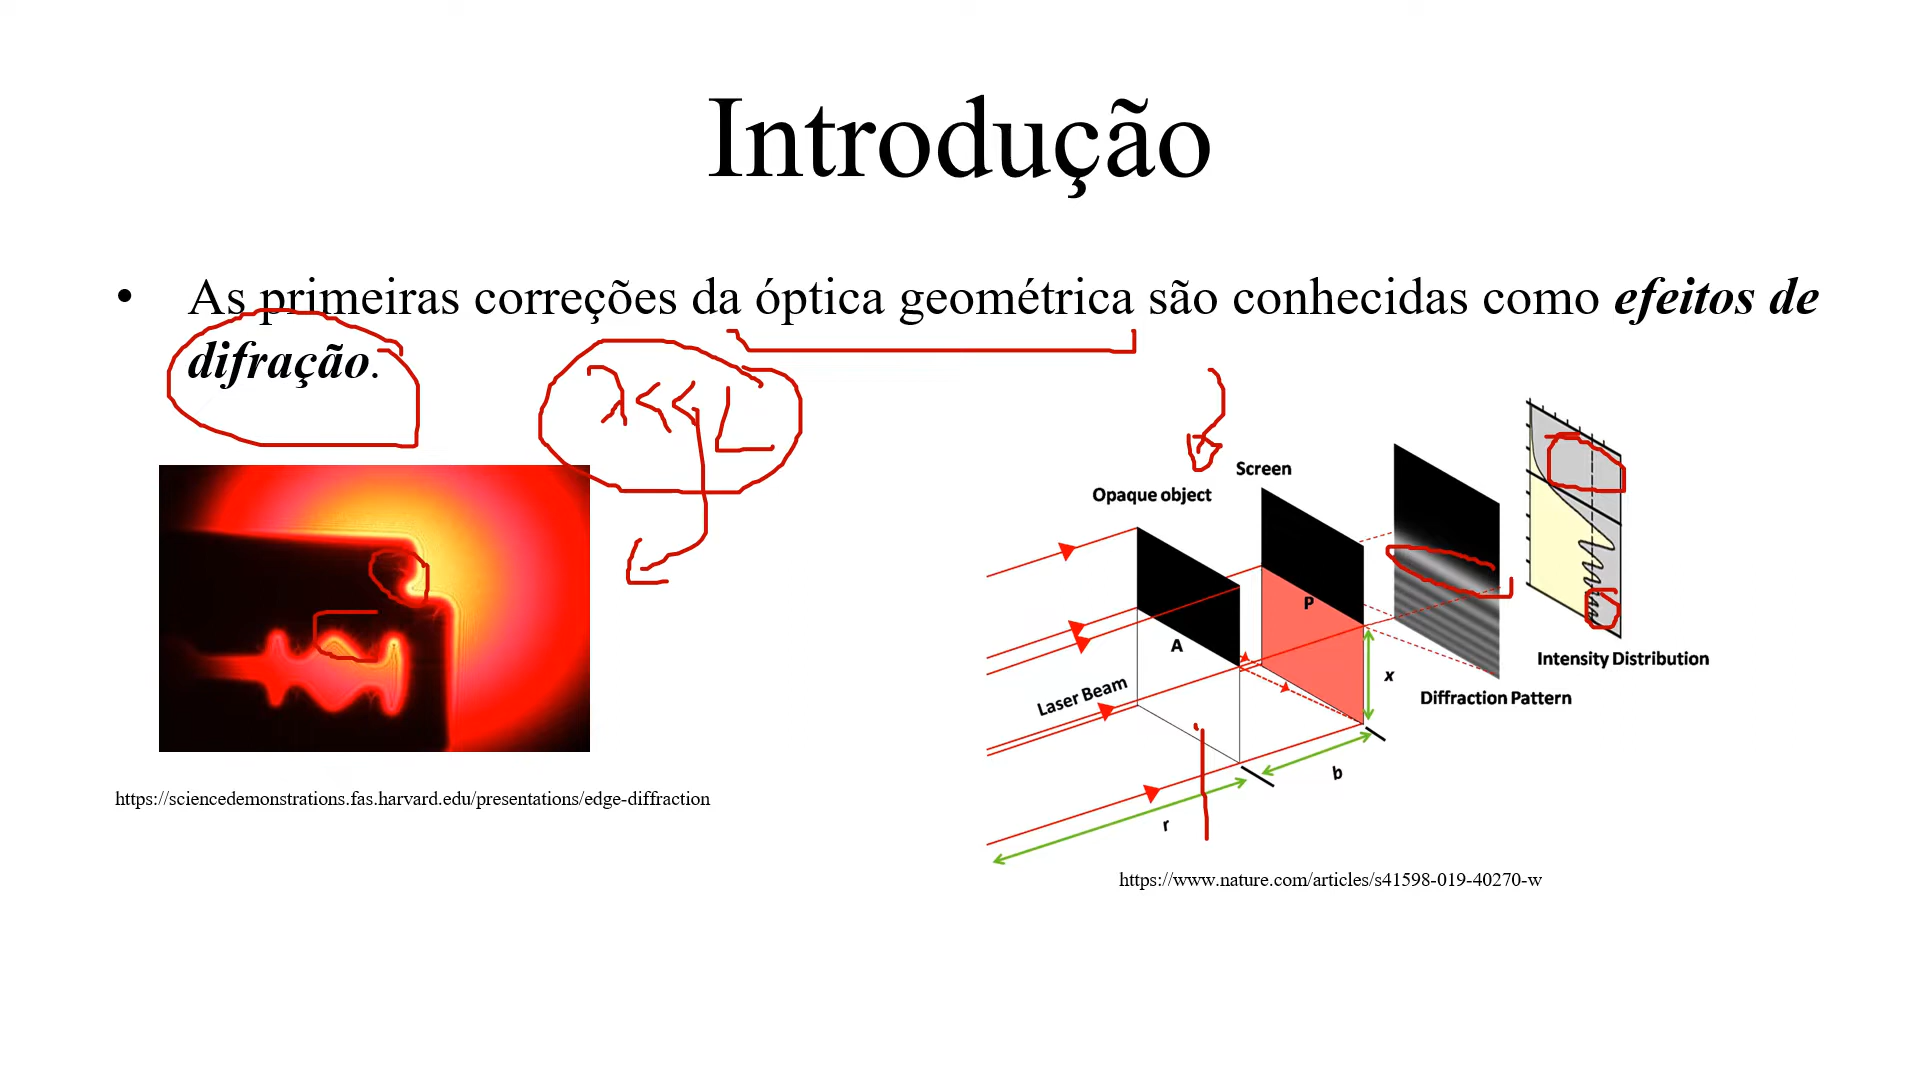 Introdução
• As primeiras correções da óptica geométrica são conhecidas como efeitos de
difração.
λ<<L
Screen
Opaque object
P
A
x
Laser Beam
Intensity Distribution
Diffraction Pattern
b
r
https://sciencedemonstrations.fas.harvard.edu/presentations/edge-diffraction
https://www.nature.com/articles/s41598-019-40270-w